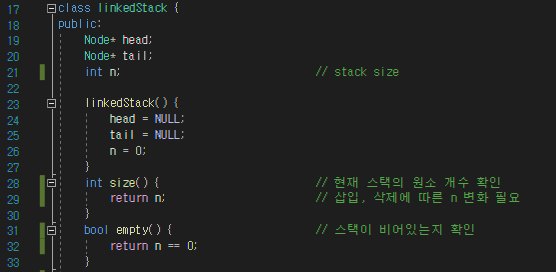 17 class linkedStack {
18 public:
19 Node* head;
20 Node* tail;
21 int n; // stack size
22
23 linkedStack() {
24 head = NULL;
25 tail = NULL;
26 n = 0;
27 }
28 int size() { // 현재 스택의 원소 개수 확인
29 return n; // 삽입, 삭제에 따른 n 변화 필요
30 }
31 bool empty() { // 스택이 비어있는지 확인
32 return n == 0;
33 }